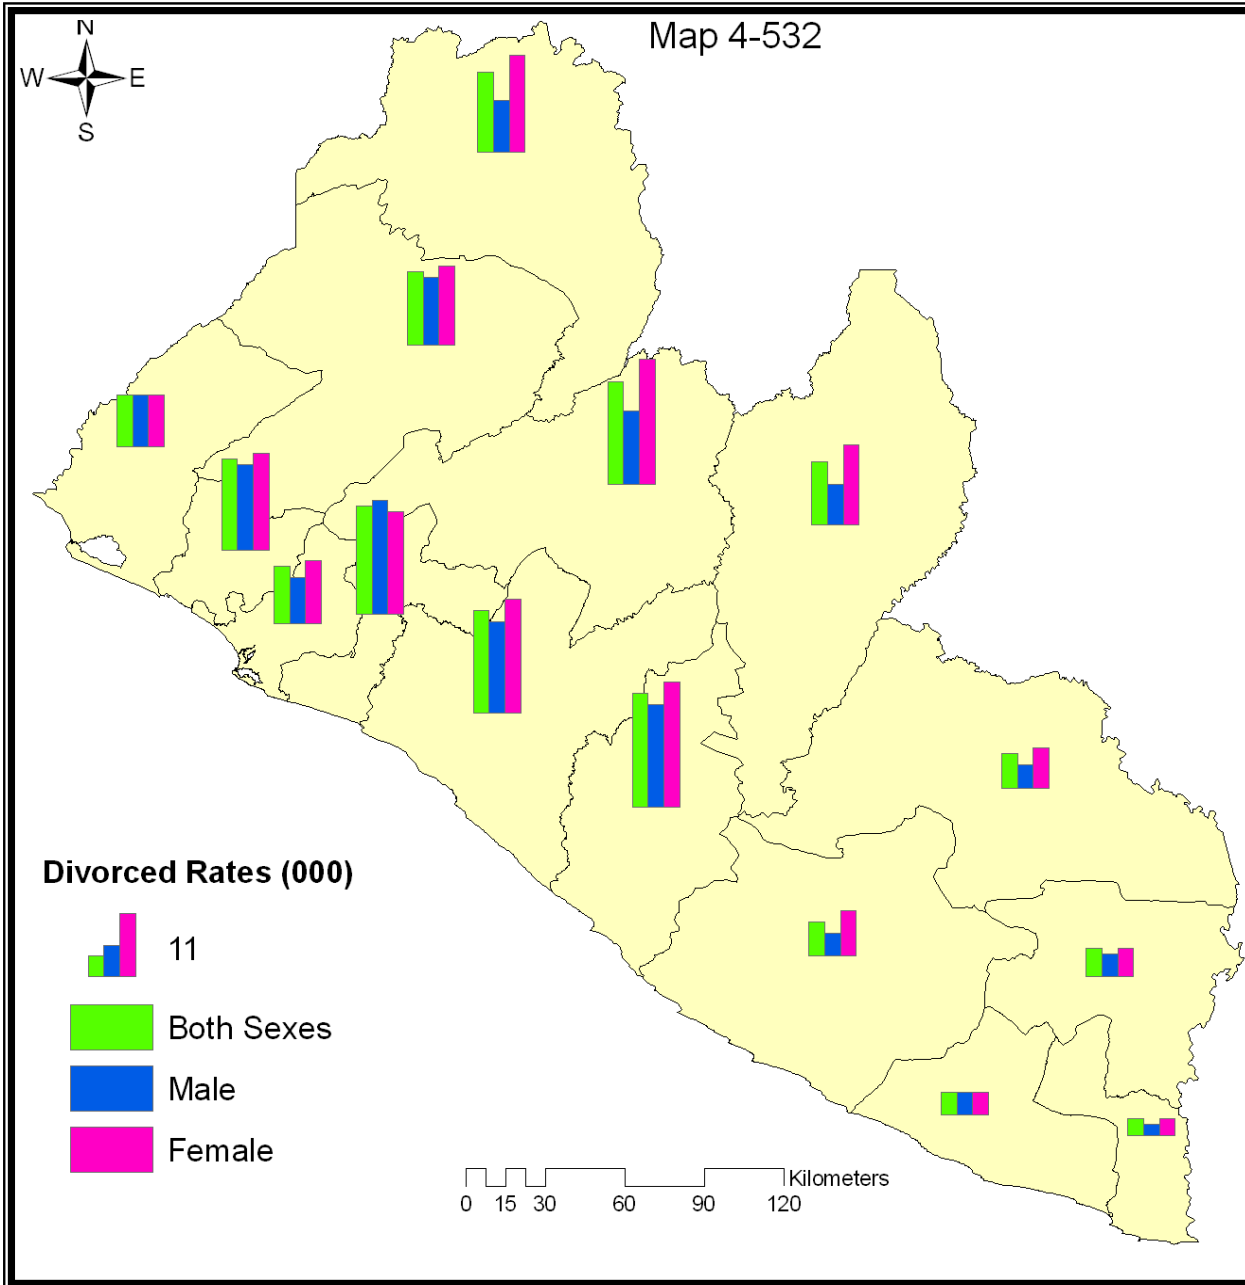 Map 4-532
N
W E
S
Divorced Rates (000)
11
Both Sexes
Male
Female
Kilometers
0 15 30 60 90 120